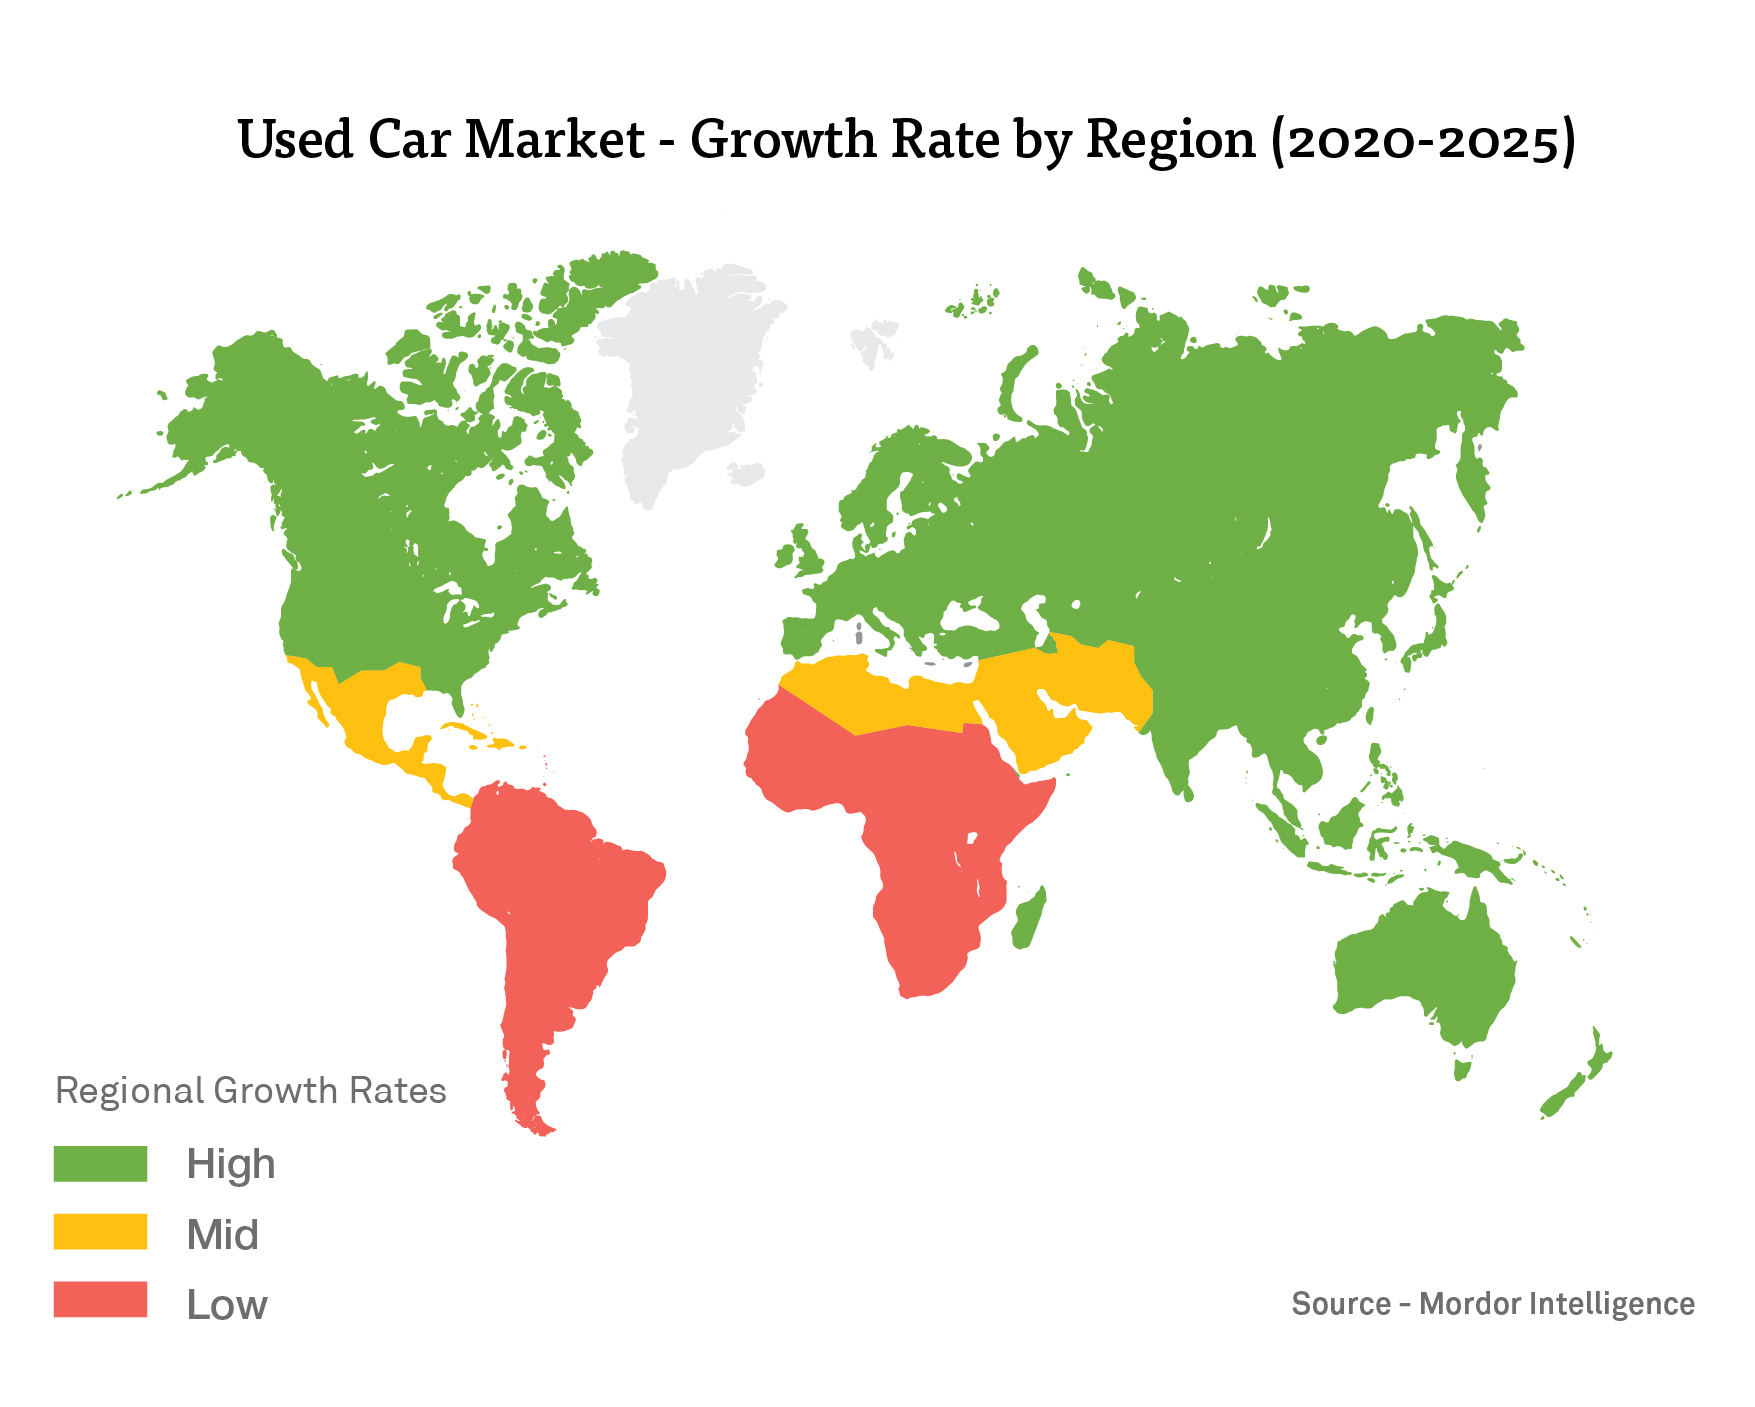 Used Car Market - Growth Rate by Region (2020-2025)
Regional Growth Rates
High
Mid
Low
Source - Mordor Intelligence